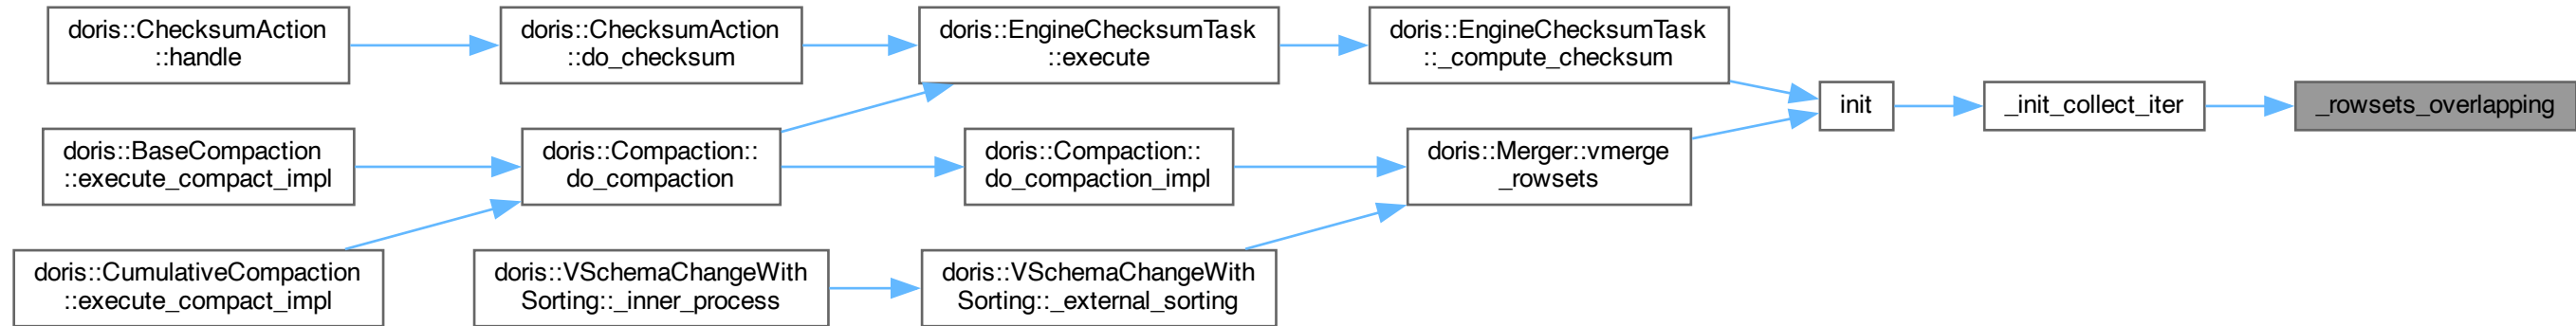 doris::ChecksumAction
::handle
doris::ChecksumAction
::do_checksum
doris::EngineChecksumTask
::execute
doris::EngineChecksumTask
::_compute_checksum
init
_init_collect_iter
_rowsets_overlapping
doris::BaseCompaction
::execute_compact_impl
doris::Compaction::
do_compaction
doris::Compaction::
do_compaction_impl
doris::Merger::vmerge
_rowsets
doris::CumulativeCompaction
::execute_compact_impl
doris::VSchemaChangeWith
Sorting::_inner_process
doris::VSchemaChangeWith
Sorting::_external_sorting